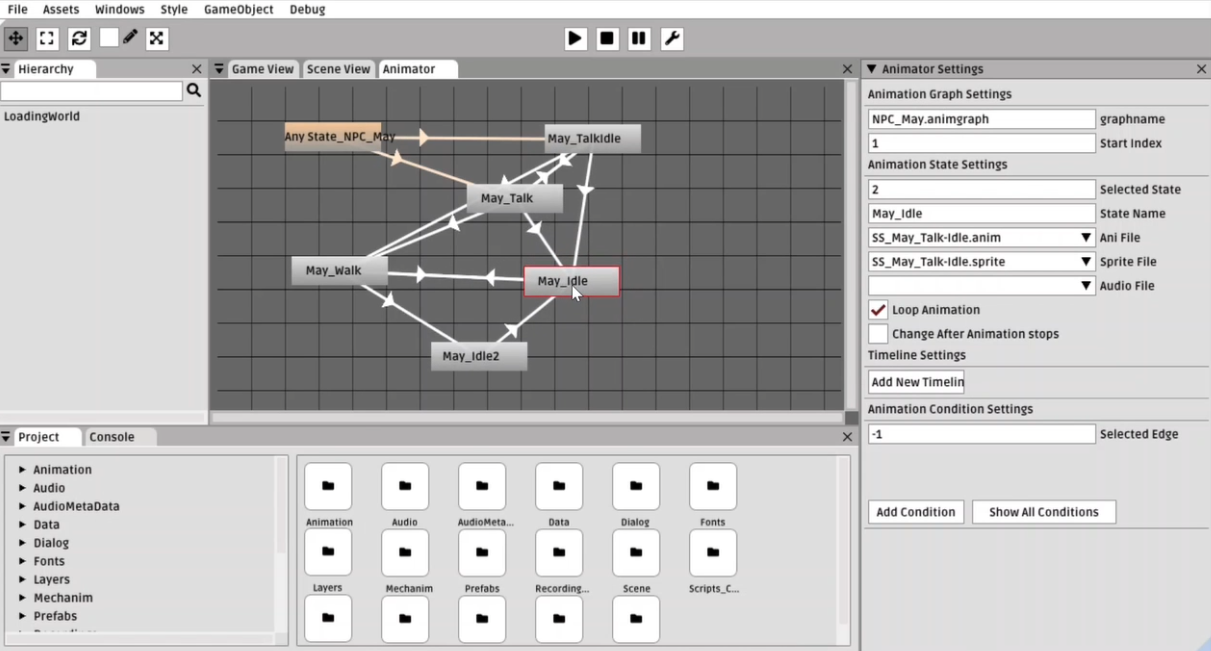 File Assets Windows Style GameObject Debug
Hierarchy
Game View Scene View Animator
Animator Settings
LoadingWorld
Any State_NPC_May
May_TalkIdle
May_Talk
May_Walk
May_Idle
May_Idle2
Animation Graph Settings
NPC_May.animgraph graphname
1 Start Index
Animation State Settings
2 Selected State
May_Idle State Name
SS_May_Talk-Idle.anim Ani File
SS_May_Talk-Idle.sprite Sprite File
Audio File
Loop Animation
Change After Animation stops
Timeline Settings
Add New Timelin
Animation Condition Settings
-1 Selected Edge
Add Condition Show All Conditions
Project Console
Animation
Audio
AudioMetaData
Data
Dialog
Fonts
Layers
Mechanim
Prefabs
Animation Audio AudioMeta... Data Dialog Fonts
Layers Mechanim Prefabs Recording... Scene Scripts_C...